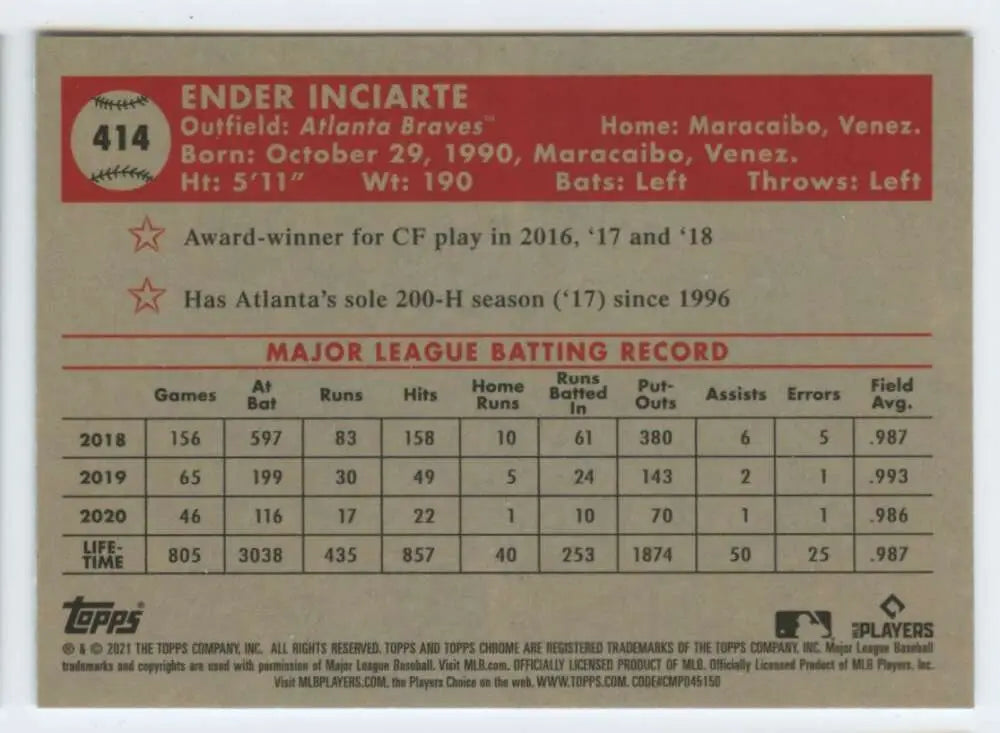 414
ENDER INCIARTE
Outfield: Atlanta Braves™ Home: Maracaibo, Venez.
Born: October 29, 1990, Maracaibo, Venez.
Ht: 5'11" Wt: 190 Bats: Left Throws: Left
Award-winner for CF play in 2016, ‘17 and ‘18
Has Atlanta's sole 200-H season (‘17) since 1996
MAJOR LEAGUE BATTING RECORD
Games At Bat Runs Hits Home Runs Runs Batted In Put-Outs Assists Errors Field Avg.
2018 156 597 83 158 10 61 380 6 5 .987
2019 65 199 30 49 5 24 143 2 1 .993
2020 46 116 17 22 1 10 70 1 1 .986
LIFE-TIME 805 3038 435 857 40 253 1874 50 25 .987
Topps®
MLB PLAYERS
® & © 2021 THE TOPPS COMPANY, INC. ALL RIGHTS RESERVED. TOPPS AND TOPPS CHROME ARE REGISTERED TRADEMARKS OF THE TOPPS COMPANY, INC. Major League Baseball
trademarks and copyrights are used with permission of Major League Baseball. Visit MLB.com. OFFICIALLY LICENSED PRODUCT OF MLB. Officially Licensed Product of MLB Players, Inc.
Visit MLBPLAYERS.COM, the Players Choice on the web. WWW.TOPPS.COM. CODE#CMP045150